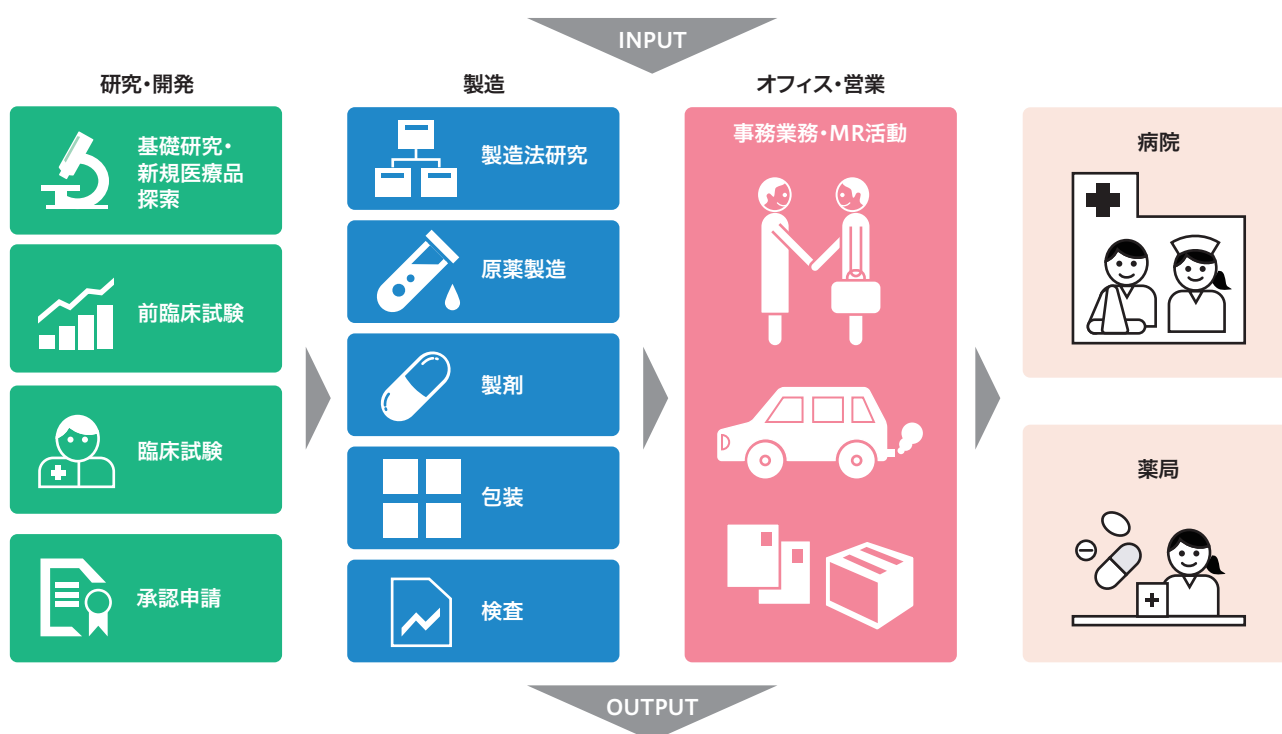 INPUT
研究・開発
基礎研究・
新規医療品
探索
前臨床試験
臨床試験
承認申請
製造
製造法研究
原薬製造
製剤
包装
検査
オフィス・営業
事務業務・MR活動
病院
薬局
OUTPUT